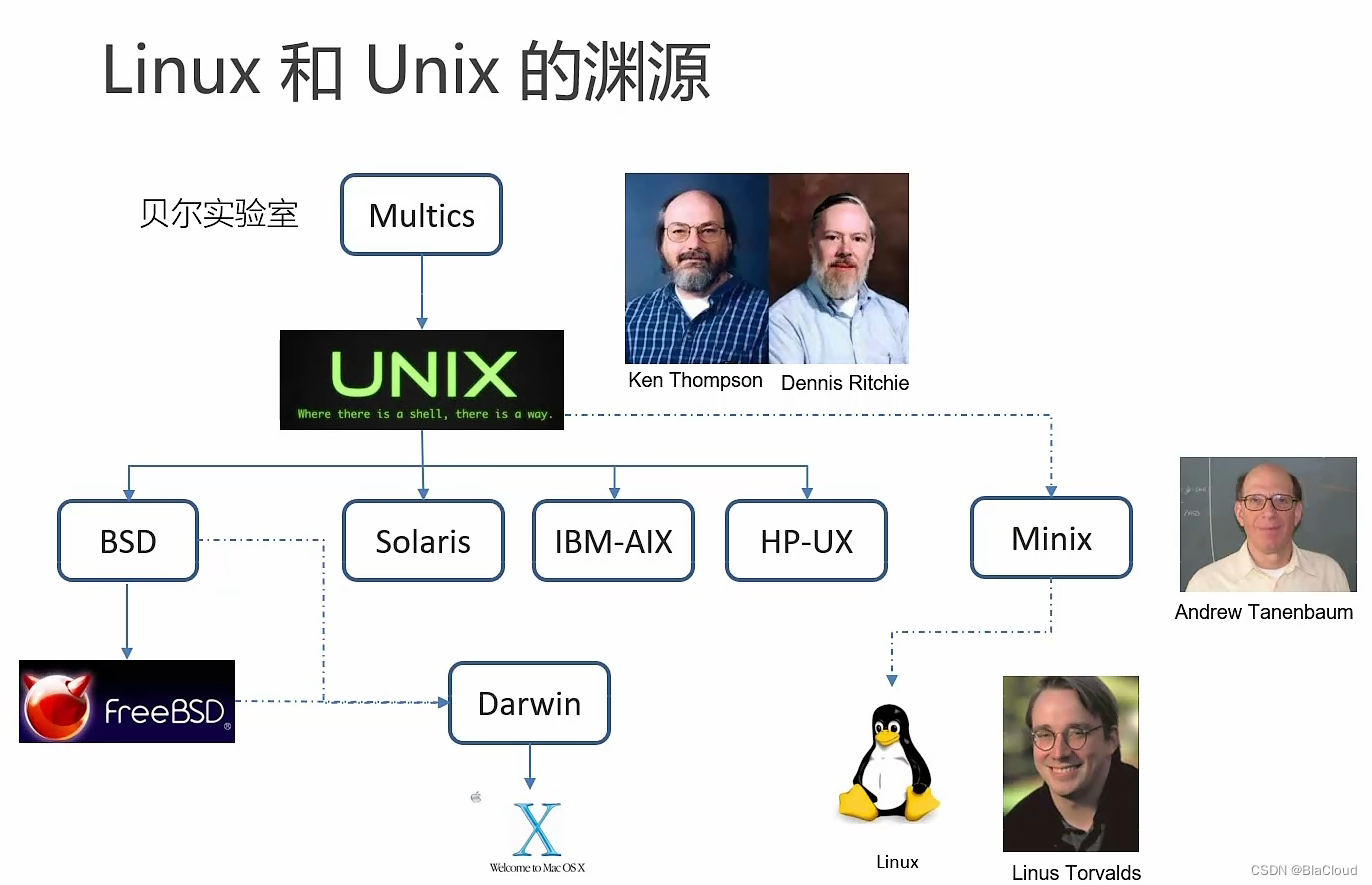 Linux 和 Unix 的渊源
贝尔实验室
Multics
UNIX
Where there is a shell, there is a way.
Ken Thompson
Dennis Ritchie
BSD
Solaris
IBM-AIX
HP-UX
Minix
Andrew Tanenbaum
FreeBSD®
Darwin
X
Welcome to Mac OS X
Linux
Linus Torvalds
CSDN @BlaCloud